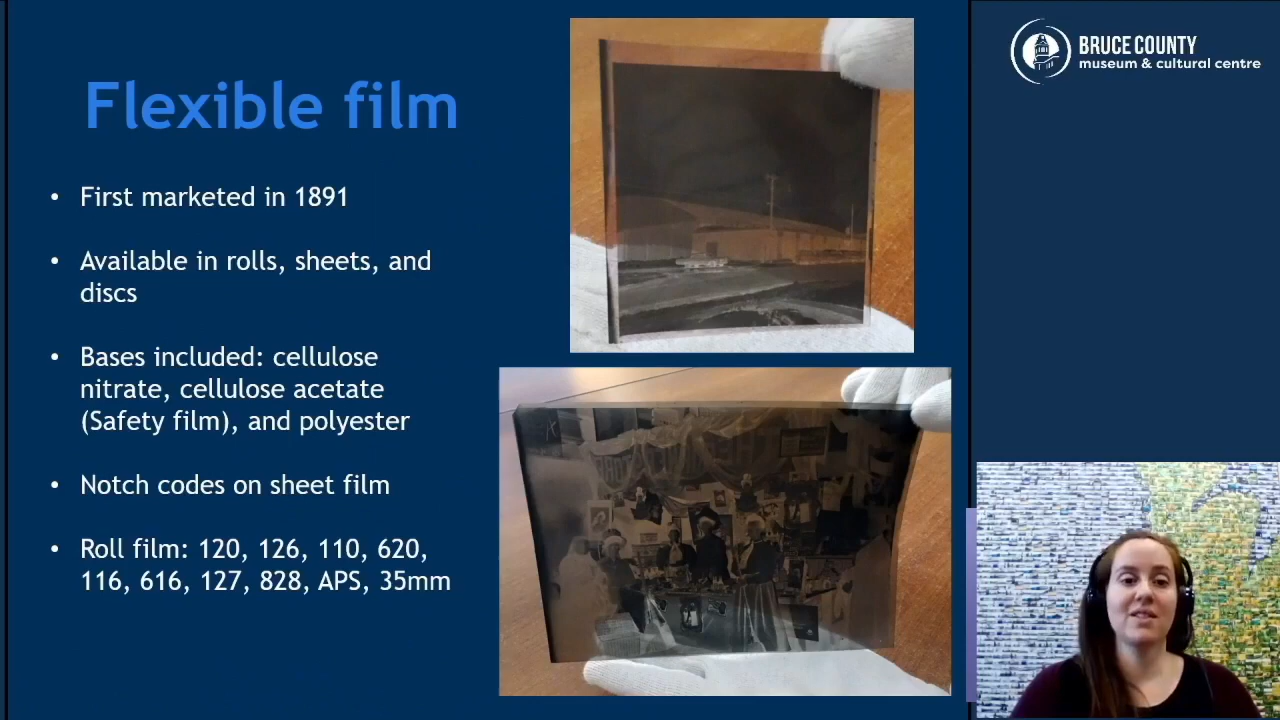 Flexible film
• First marketed in 1891
• Available in rolls, sheets, and
discs
• Bases included: cellulose
nitrate, cellulose acetate
(Safety film), and polyester
• Notch codes on sheet film
• Roll film: 120, 126, 110, 620,
116, 616, 127, 828, APS, 35mm
BRUCE COUNTY
museum & cultural centre